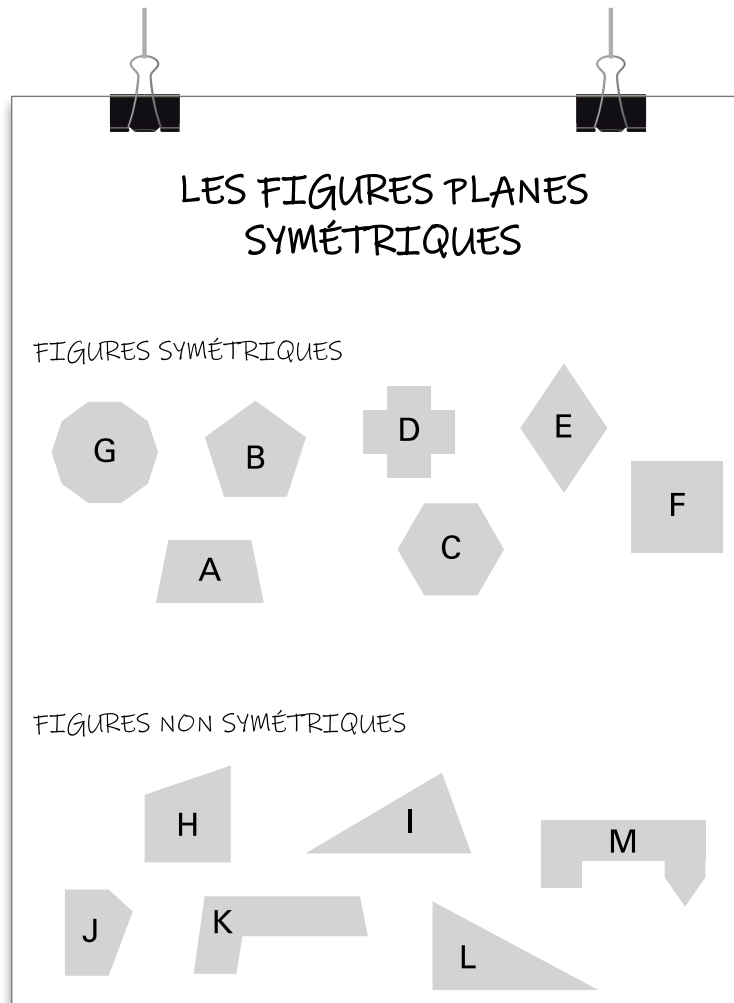 LES FIGURES PLANES
SYMÉTRIQUES
FIGURES SYMÉTRIQUES
G
B
D
E
F
A
C
FIGURES NON SYMÉTRIQUES
H
I
M
J
K
L